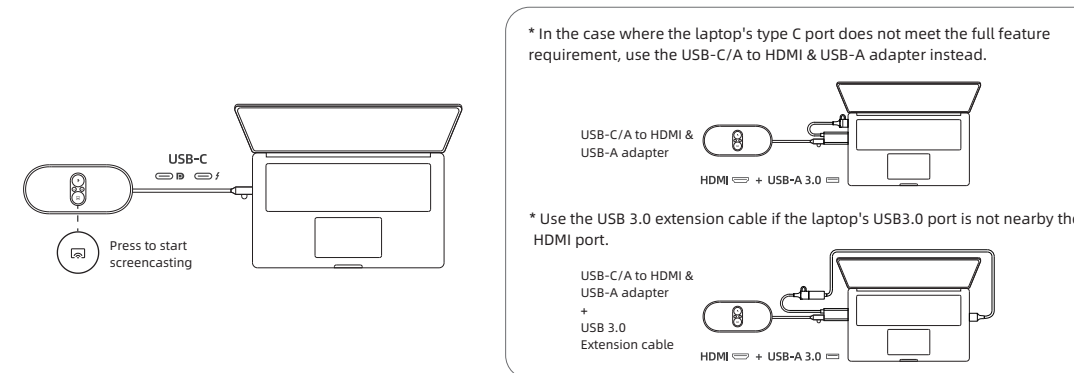 USB-C
Press to start
screencasting
* In the case where the laptop's type C port does not meet the full feature
requirement, use the USB-C/A to HDMI & USB-A adapter instead.
USB-C/A to HDMI &
USB-A adapter
HDMI + USB-A 3.0
* Use the USB 3.0 extension cable if the laptop's USB3.0 port is not nearby the
HDMI port.
USB-C/A to HDMI &
USB-A adapter
+
USB 3.0
Extension cable
HDMI + USB-A 3.0